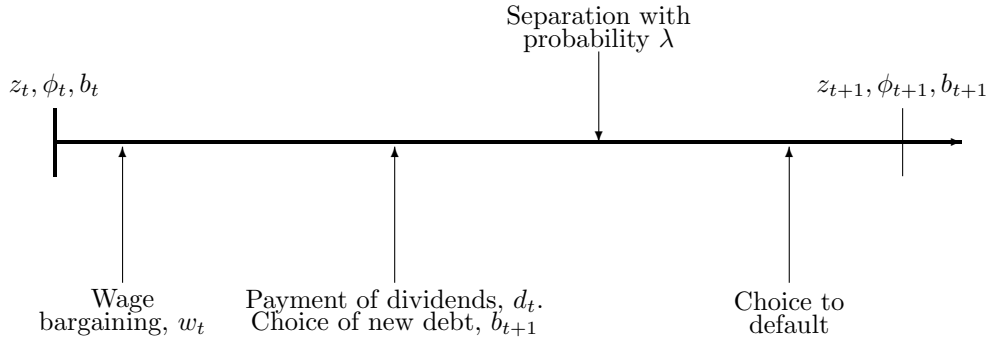 Separation with
probability λ
z_t, ϕ_t, b_t
z_{t+1}, ϕ_{t+1}, b_{t+1}
Wage
bargaining, w_t
Payment of dividends, d_t.
Choice of new debt, b_{t+1}
Choice to
default